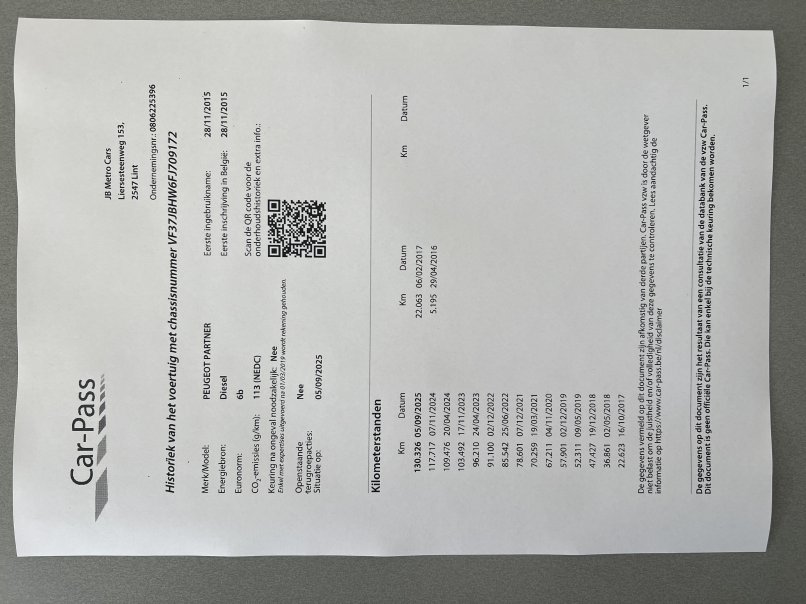 Car-Pass
JB Metro Cars
Liersesteenweg 153,
2547 Lint
Ondernemingsnr.: 0806225396
Historiek van het voertuig met chassisnummer VF37JBHW6FJ709172
Merk/Model: PEUGEOT PARTNER
Eerste ingebruikname: 28/11/2015
Energiebron: Diesel
Eerste inschrijving in België: 28/11/2015
Euronorm: 6b
CO₂-emissies (g/km): 113 (NEDC)
Scan de QR code voor de
onderhoudshistoriek en extra info.:
Keuring na ongeval noodzakelijk: Nee
Enkel met expertises uitgevoerd na 01/03/2019 wordt rekening gehouden.
Openstaande Nee
terugroepacties:
Situatie op: 05/09/2025
Kilometerstanden
Km Datum Km Datum Km Datum
130.326 05/09/2025 22.063 06/02/2017
117.717 07/11/2024 5.195 29/04/2016
109.476 20/04/2024
103.492 17/11/2023
96.210 24/04/2023
91.100 02/12/2022
85.542 25/06/2022
78.601 07/12/2021
70.259 19/03/2021
67.211 04/11/2020
57.901 02/12/2019
52.311 09/05/2019
47.427 19/12/2018
36.861 02/05/2018
22.623 16/10/2017
De gegevens vermeld op dit document zijn afkomstig van derde partijen. Car-Pass vzw is door de wetgever
niet belast om de juistheid en/of volledigheid van deze gegevens te controleren. Lees aandachtig de
informatie op https://www.car-pass.be/nl/disclaimer
De gegevens op dit document zijn het resultaat van een consultatie van de databank van de vzw Car-Pass.
Dit document is geen officiële Car-Pass. Die kan enkel bij de technische keuring bekomen worden.
1/1